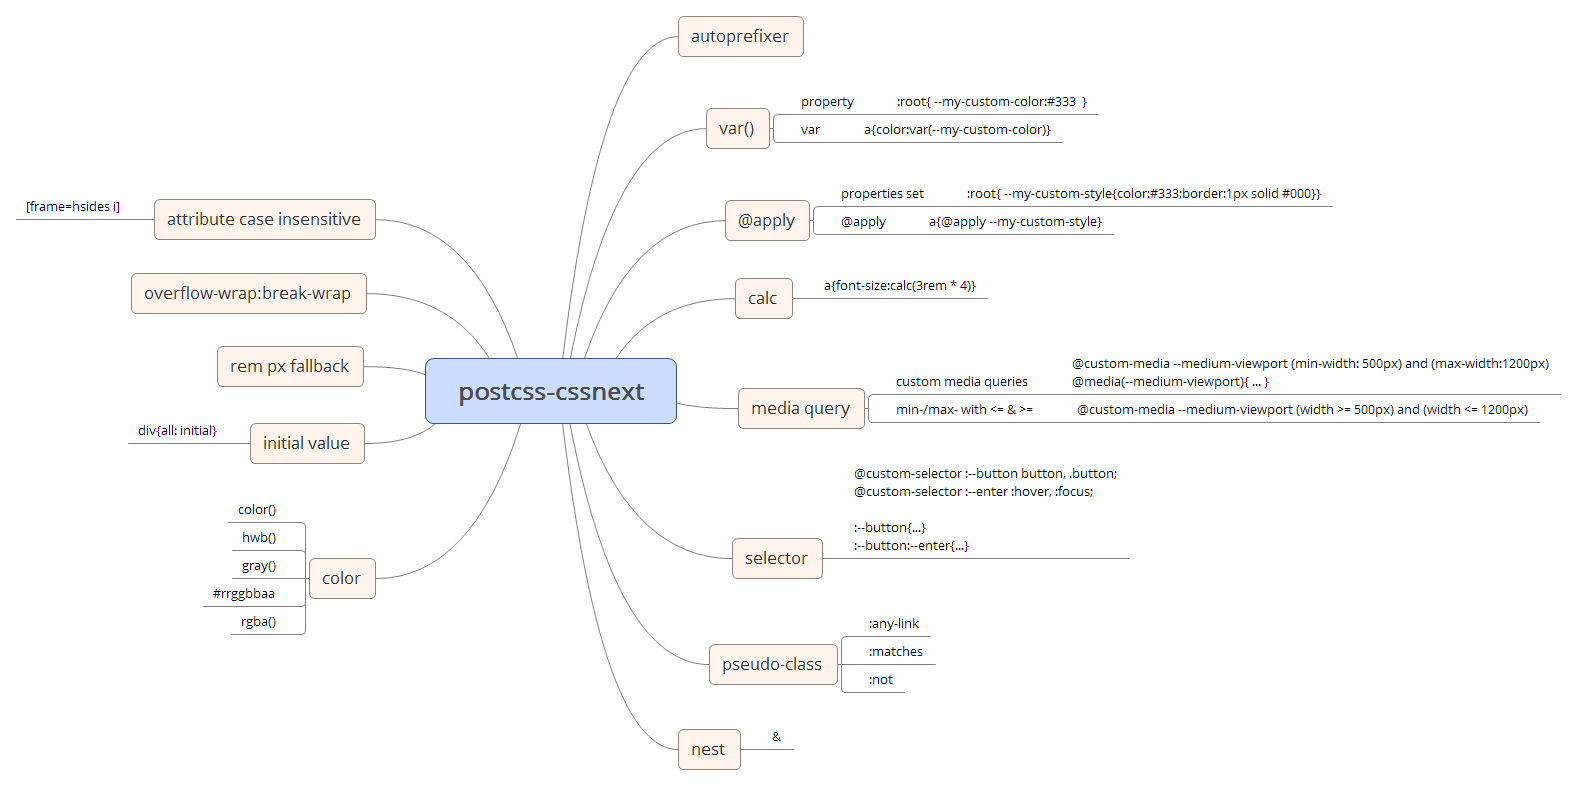 postcss-cssnext
autoprefixer
var()
property :root{ --my-custom-color:#333 }
var a{color:var(--my-custom-color)}
@apply
properties set :root{ --my-custom-style{color:#333;border:1px solid #000}}
@apply a{@apply --my-custom-style}
calc
a{font-size:calc(3rem * 4)}
media query
custom media queries
@custom-media --medium-viewport (min-width: 500px) and (max-width:1200px)
@media(--medium-viewport){ ... }
min-/max- with <= & >= @custom-media --medium-viewport (width >= 500px) and (width <= 1200px)
selector
@custom-selector :--button button, .button;
@custom-selector :--enter :hover, :focus;
:--button{...}
:--button:--enter{...}
pseudo-class
:any-link
:matches
:not
nest
&
attribute case insensitive
[frame=hsides i]
overflow-wrap:break-wrap
rem px fallback
initial value
div{all: initial}
color
color()
hwb()
gray()
#rrggbbaa
rgba()